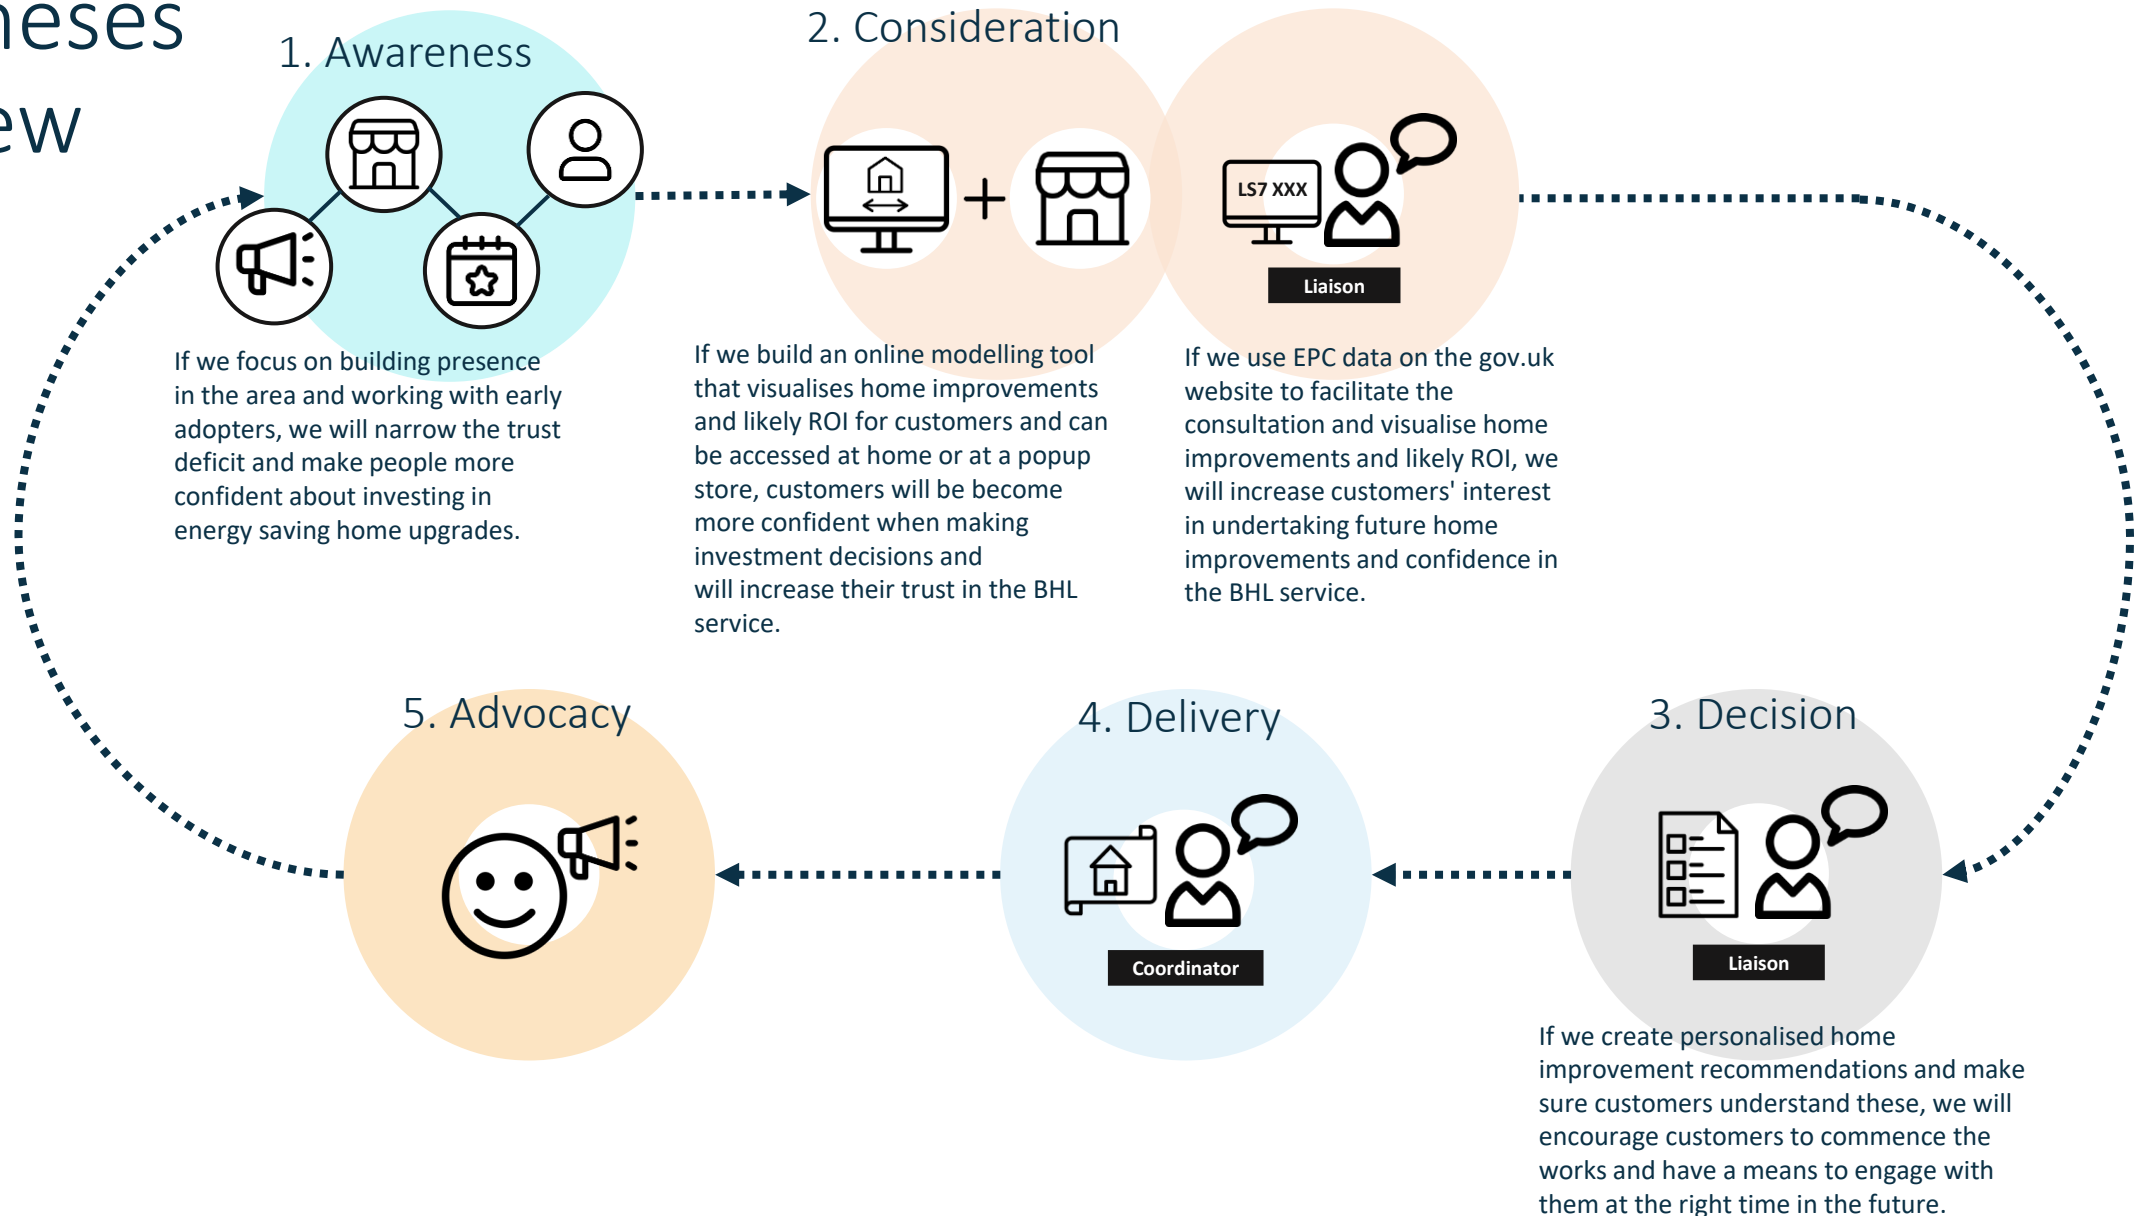 heses
ew
1. Awareness
If we focus on building presence
in the area and working with early
adopters, we will narrow the trust
deficit and make people more
confident about investing in
energy saving home upgrades.
2. Consideration
LS7 XXX
Liaison
If we build an online modelling tool
that visualises home improvements
and likely ROI for customers and can
be accessed at home or at a popup
store, customers will be become
more confident when making
investment decisions and
will increase their trust in the BHL
service.
If we use EPC data on the gov.uk
website to facilitate the
consultation and visualise home
improvements and likely ROI, we
will increase customers' interest
in undertaking future home
improvements and confidence in
the BHL service.
3. Decision
Liaison
If we create personalised home
improvement recommendations and make
sure customers understand these, we will
encourage customers to commence the
works and have a means to engage with
them at the right time in the future.
4. Delivery
Coordinator
5. Advocacy